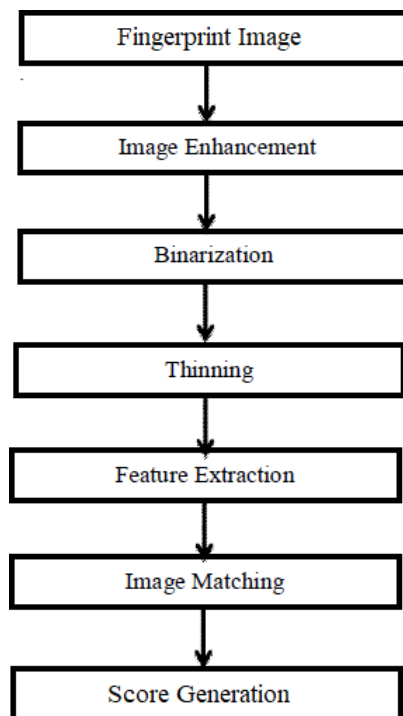 Fingerprint Image
Image Enhancement
Binarization
Thinning
Feature Extraction
Image Matching
Score Generation